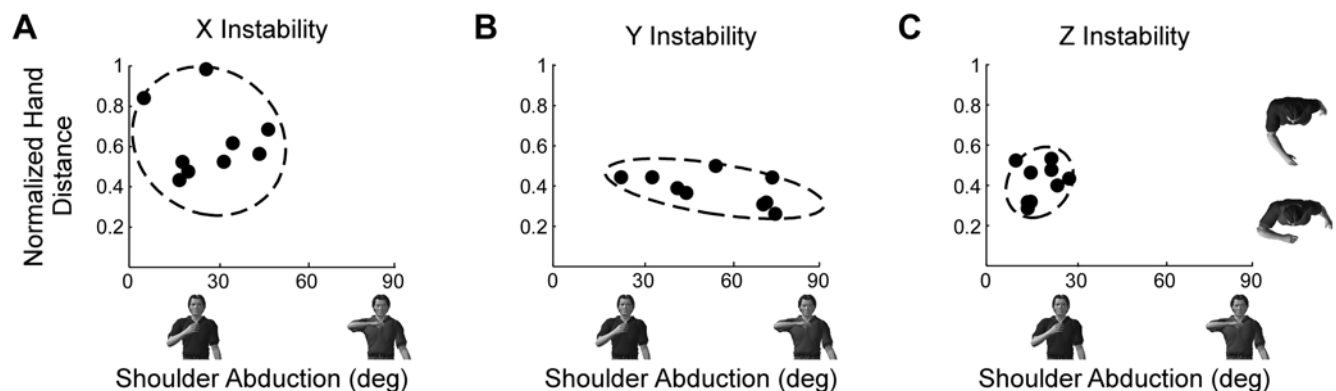 A
X Instability
Normalized Hand
Distance
1
0.8
0.6
0.4
0.2
0
30
60
90
Shoulder Abduction (deg)
B
Y Instability
1
0.8
0.6
0.4
0.2
0
30
60
90
Shoulder Abduction (deg)
C
Z Instability
1
0.8
0.6
0.4
0.2
0
30
60
90
Shoulder Abduction (deg)